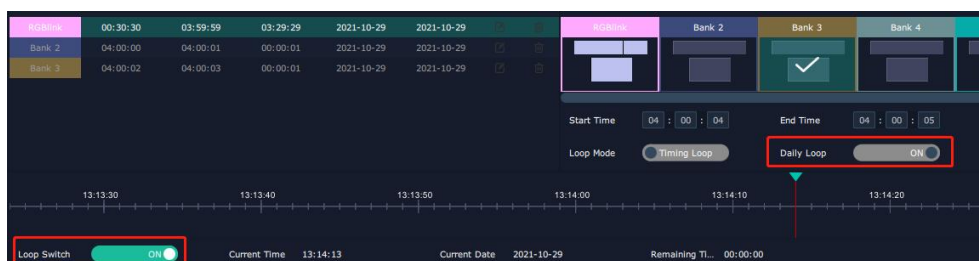 RGBlink 00:30:30 03:59:59 03:29:29 2021-10-29 2021-10-29
Bank 2 04:00:00 04:00:01 00:00:01 2021-10-29 2021-10-29
Bank 3 04:00:02 04:00:03 00:00:01 2021-10-29 2021-10-29
RGBlink Bank 2 Bank 3 Bank 4
Start Time 04 : 00 : 04 End Time 04 : 00 : 05
Loop Mode Timing Loop Daily Loop ON
13:13:30 13:13:40 13:13:50 13:14:00 13:14:10 13:14:20
Loop Switch ON Current Time 13:14:13 Current Date 2021-10-29 Remaining Ti... 00:00:00